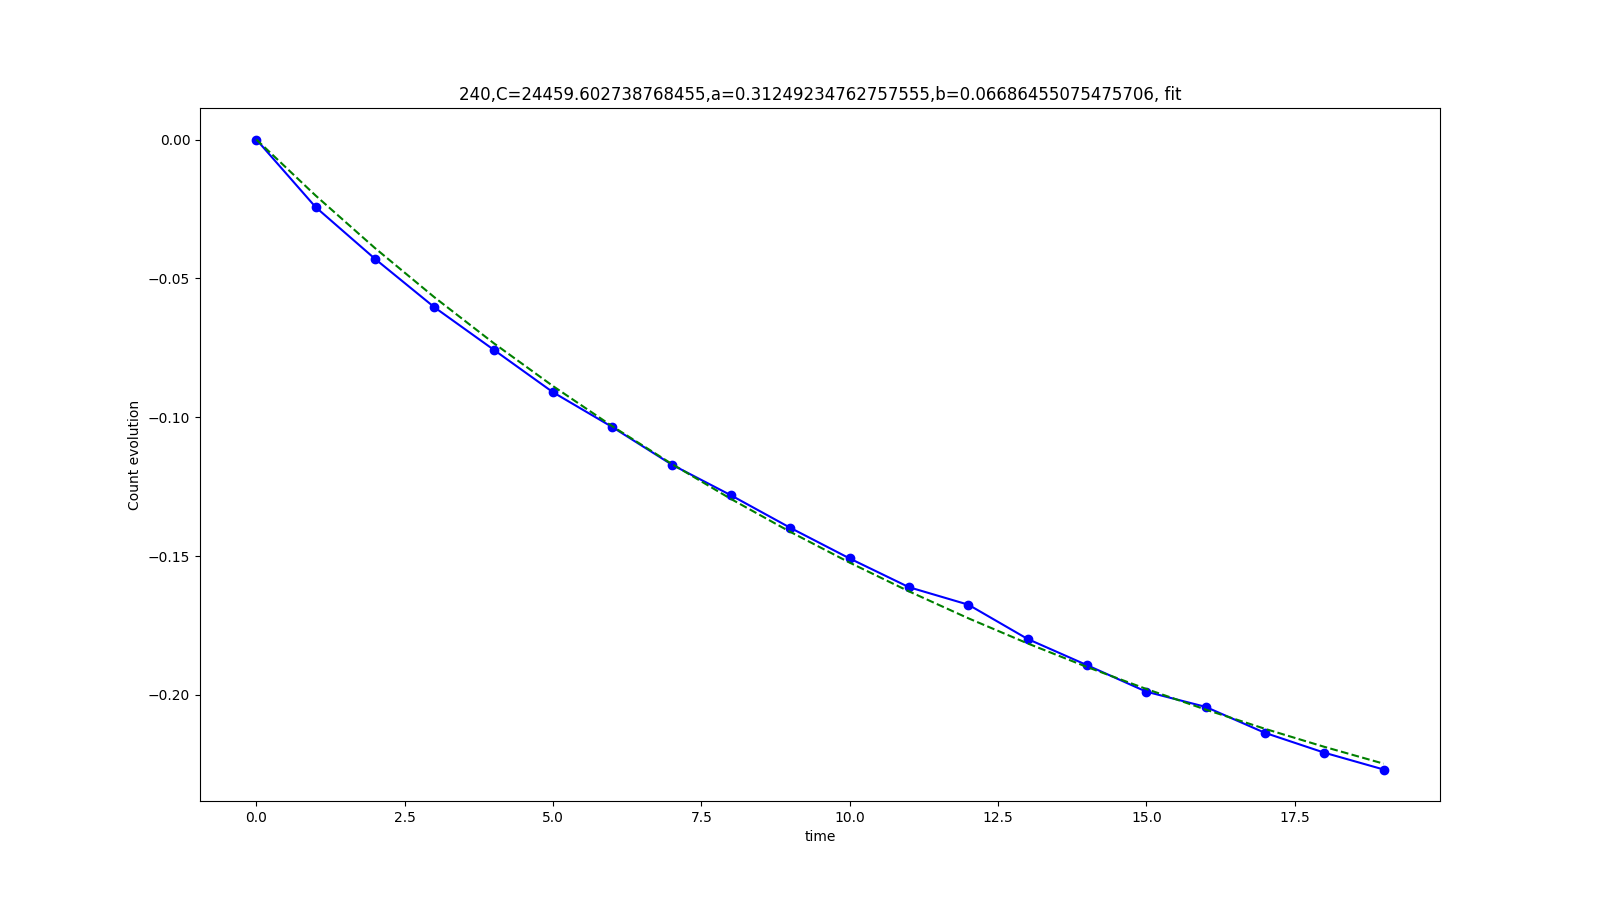 240,C=24459.602738768455,a=0.31249234762757555,b=0.06686455075475706, fit
0.00
−0.05
−0.10
−0.15
−0.20
Count evolution
0.0 2.5 5.0 7.5 10.0 12.5 15.0 17.5
time